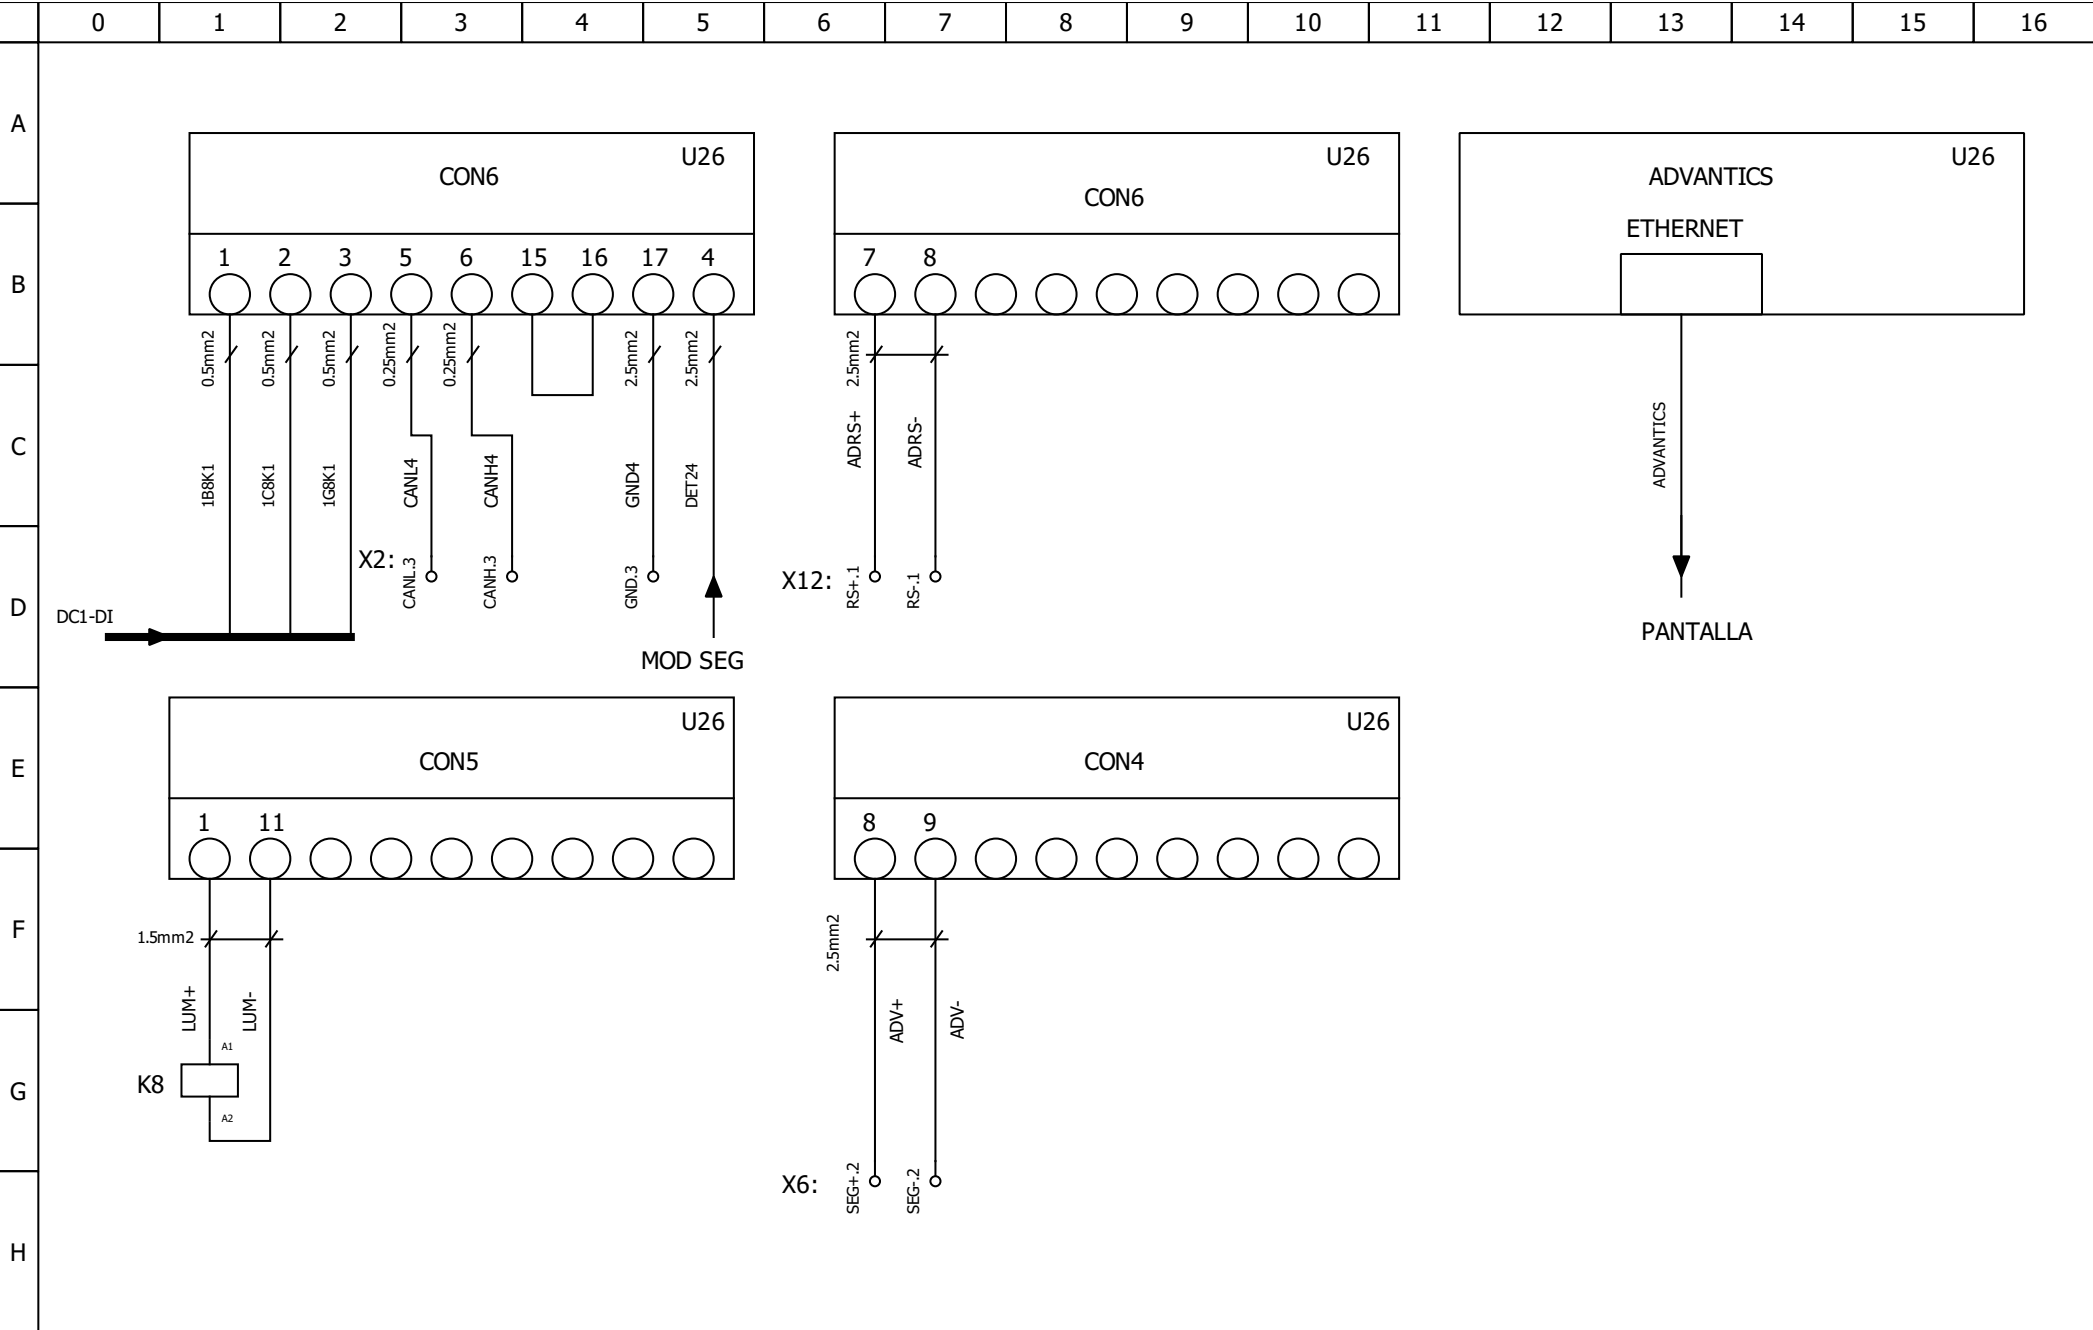 0 1 2 3 4 5 6 7 8 9 10 11 12 13 14 15 16
A
U26
CON6
U26
CON6
U26
ADVANTICS
ETHERNET
B
1 2 3 5 6 15 16 17 4
7 8
0.5mm2
0.5mm2
0.5mm2
0.25mm2
0.25mm2
2.5mm2
2.5mm2
2.5mm2
C
1B8K1
1C8K1
1G8K1
CANL4
CANH4
GND4
DET24
ADRS+
ADRS-
ADVANTICS
D
DC1-DI
X2:
CANL.3
CANH.3
GND.3
MOD SEG
X12:
RS+.1
RS-.1
PANTALLA
E
U26
CON5
U26
CON4
1 11
8 9
F
1.5mm2
2.5mm2
LUM+
LUM-
ADV+
ADV-
G
A1
K8
A2
X6:
SEG+.2
SEG-.2
H